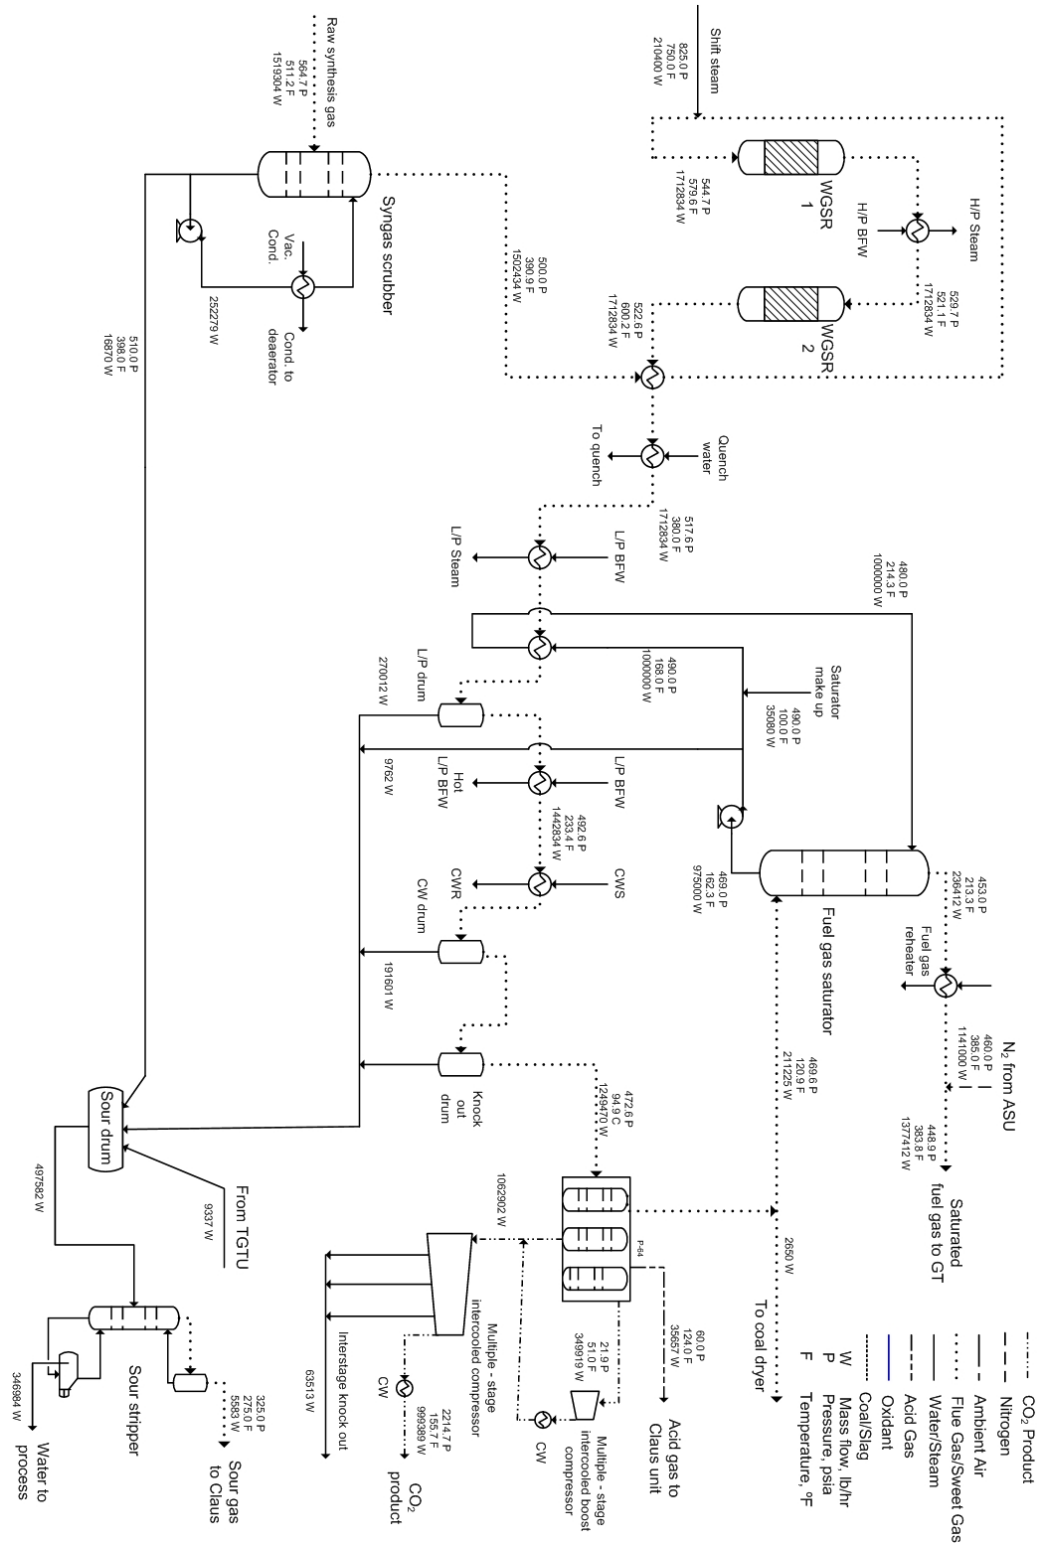 Raw synthesis gas
564.7 P
511.2 F
1519304 W
Syngas scrubber
Vac.
Cond.
Cond. to
deaerator
252279 W
510.0 P
398.0 F
16870 W
500.0 P
390.9 F
1502434 W
Shift steam
825.0 P
750.0 F
210400 W
WGSR
1
544.7 P
579.6 F
1712834 W
H/P BFW
H/P Steam
529.7 P
521.1 F
1712834 W
WGSR
2
522.6 P
600.2 F
1712834 W
Quench
water
To quench
517.6 P
380.0 F
1712834 W
L/P BFW
L/P Steam
480.0 P
214.3 F
1000000 W
490.0 P
168.0 F
1000000 W
Saturator
make up
490.0 P
100.0 F
35080 W
L/P drum
270012 W
9762 W
L/P BFW
Hot
L/P BFW
492.6 P
233.4 F
1442834 W
CWS
CWR
CW drum
191601 W
469.0 P
162.3 F
975000 W
Fuel gas saturator
453.0 P
213.3 F
236412 W
Fuel gas
reheater
N₂ from ASU
460.0 P
385.0 F
1141000 W
448.9 P
383.8 F
1377412 W
Saturated
fuel gas to GT
469.6 P
120.9 F
211225 W
2650 W
To coal dryer
Knock
out
drum
472.6 P
94.9 C
1249470 W
P-64
60.0 P
124.0 F
35657 W
Acid gas to
Claus unit
21.9 P
51.0 F
349919 W
Multiple - stage
intercooled boost
compressor
CW
1062902 W
Multiple - stage
intercooled compressor
CW
2214.7 P
155.7 F
999389 W
CO₂
product
Interstage knock out
63513 W
Sour drum
From TGTU
9337 W
497582 W
Sour stripper
325.0 P
275.0 F
5583 W
Sour gas
to Claus
346984 W
Water to
process
CO₂ Product
Nitrogen
Ambient Air
Flue Gas/Sweet Gas
Water/Steam
Acid Gas
Oxidant
Coal/Slag
W Mass flow, lb/hr
P Pressure, psia
F Temperature, ºF